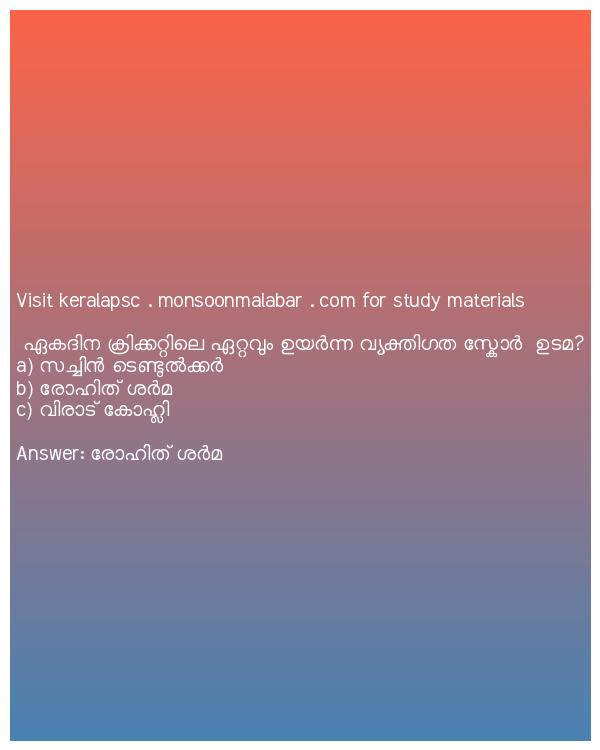 Visit keralapsc . monsoonmalabar . com for study materials
ഏകദിന ക്രിക്കറ്റിലെ ഏറ്റവും ഉയർന്ന വ്യക്തിഗത സ്കോർ ഉടമ?
a) സച്ചിൻ ടെണ്ടുൽക്കർ
b) രോഹിത് ശർമ
c) വിരാട് കോഹ്ലി
Answer: രോഹിത് ശർമ